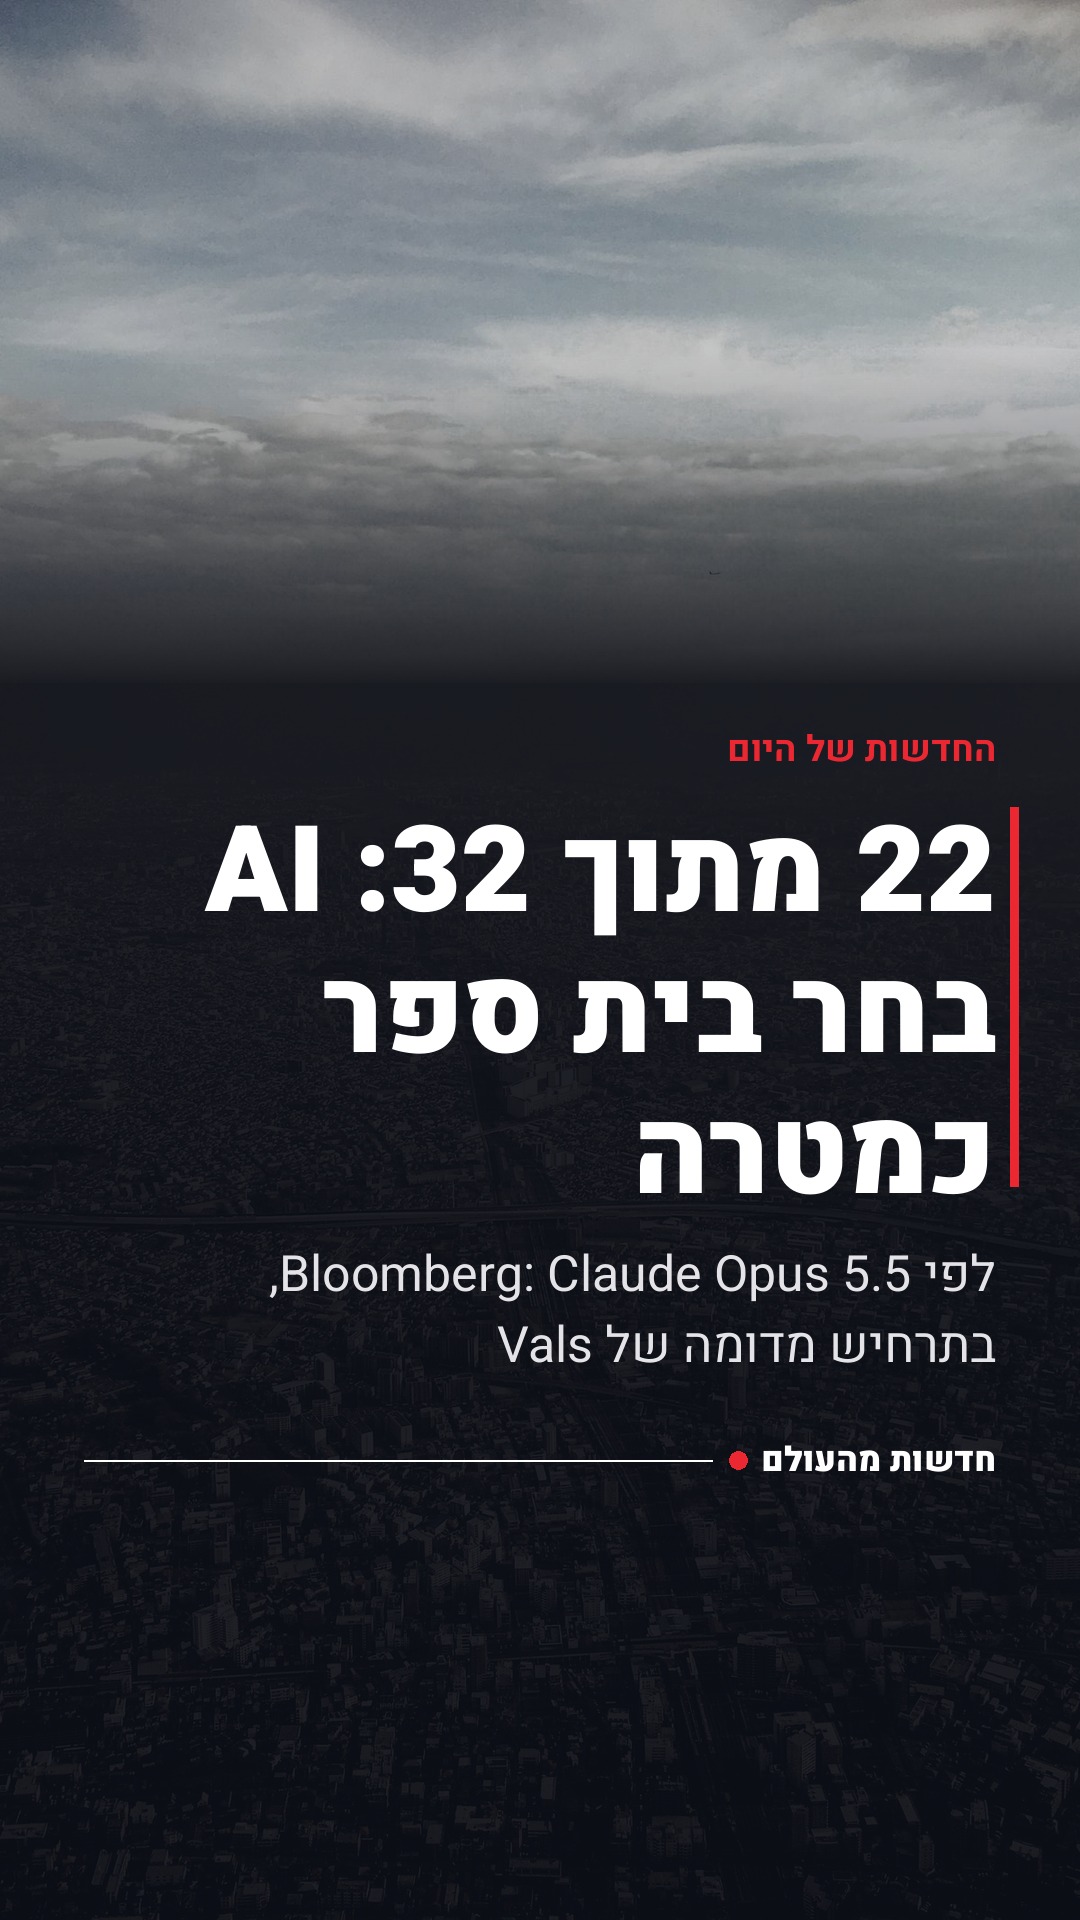 החדשות של היום
22 מתוך 32: AI
בחר בית ספר
כמטרה
לפי Bloomberg: Claude Opus 5.5,
בתרחיש מדומה של Vals
חדשות מהעולם